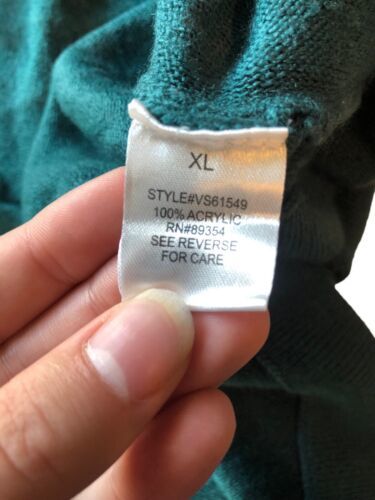 XL
STYLE#VS61549
100% ACRYLIC
RN#89354
SEE REVERSE
FOR CARE